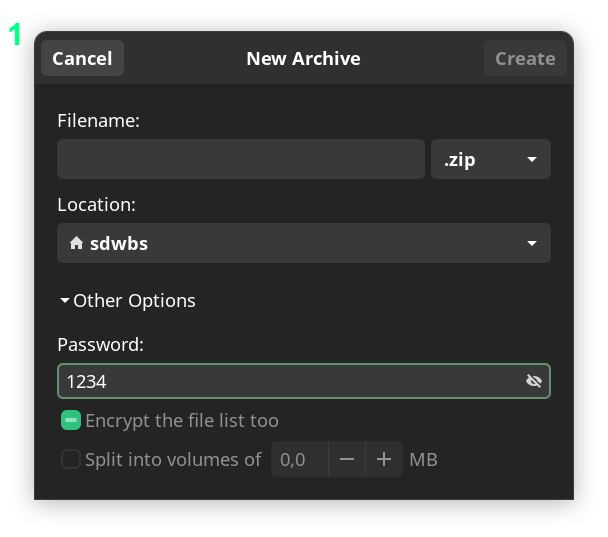 1
Cancel New Archive Create
Filename:
.zip
Location:
sdwbs
Other Options
Password:
1234
Encrypt the file list too
Split into volumes of 0,0 − + MB